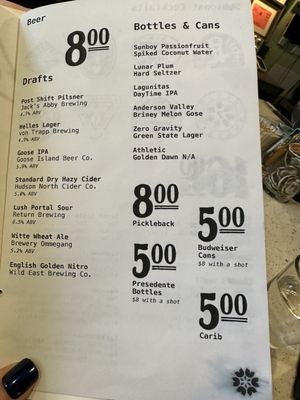 Beer
8.00
Drafts
Post Shift Pilsner
Jack's Abby Brewing
4.7% ABV
Helles Lager
von Trapp Brewing
4.9% ABV
Goose IPA
Goose Island Beer Co.
5.9% ABV
Standard Dry Hazy Cider
Hudson North Cider Co.
5.0% ABV
Lush Portal Sour
Return Brewing
6.5% ABV
Witte Wheat Ale
Brewery Ommegang
5.2% ABV
English Golden Nitro
Wild East Brewing Co.
Bottles & Cans
Sunboy Passionfruit
Spiked Coconut Water
Lunar Plum
Hard Seltzer
Lagunitas
DayTime IPA
Anderson Valley
Briney Melon Gose
Zero Gravity
Green State Lager
Athletic
Golden Dawn N/A
8.00
Pickleback
5.00
Budweiser
Cans
$8 with a shot
5.00
Presedente
Bottles
$8 with a shot
5.00
Carib